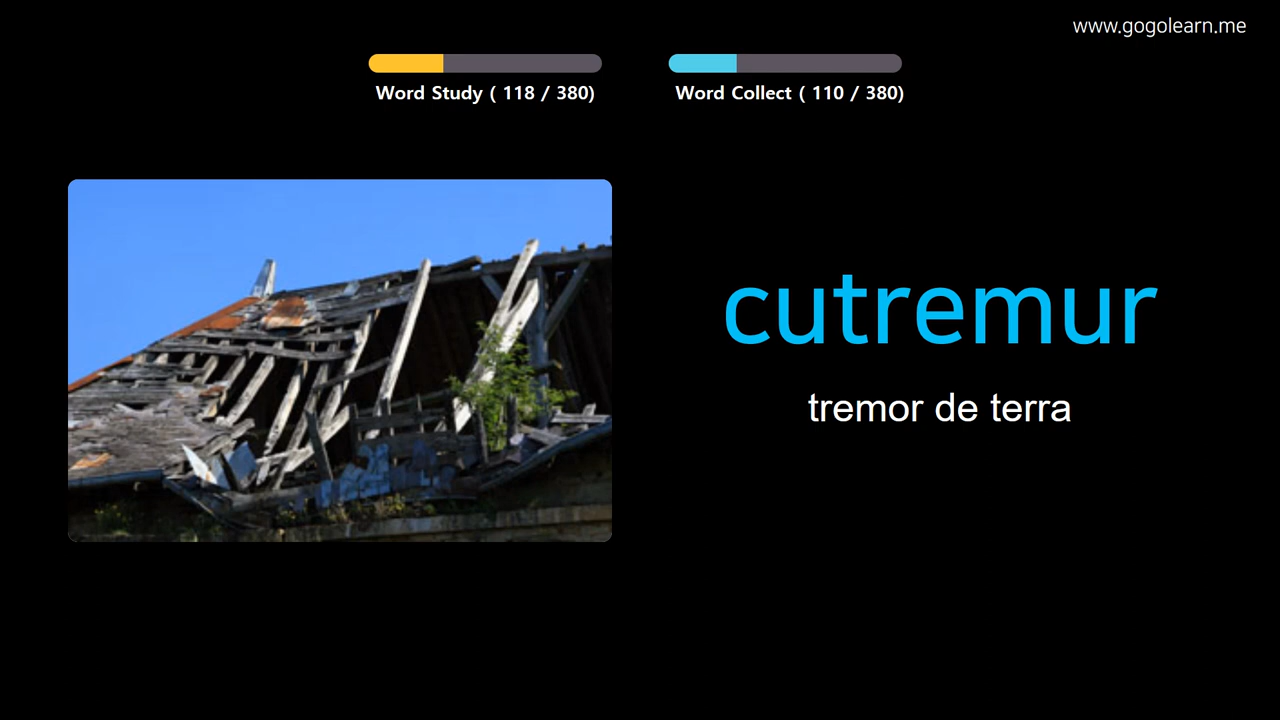 www.gogolearn.me
Word Study ( 118 / 380)
Word Collect ( 110 / 380)
cutremur
tremor de terra